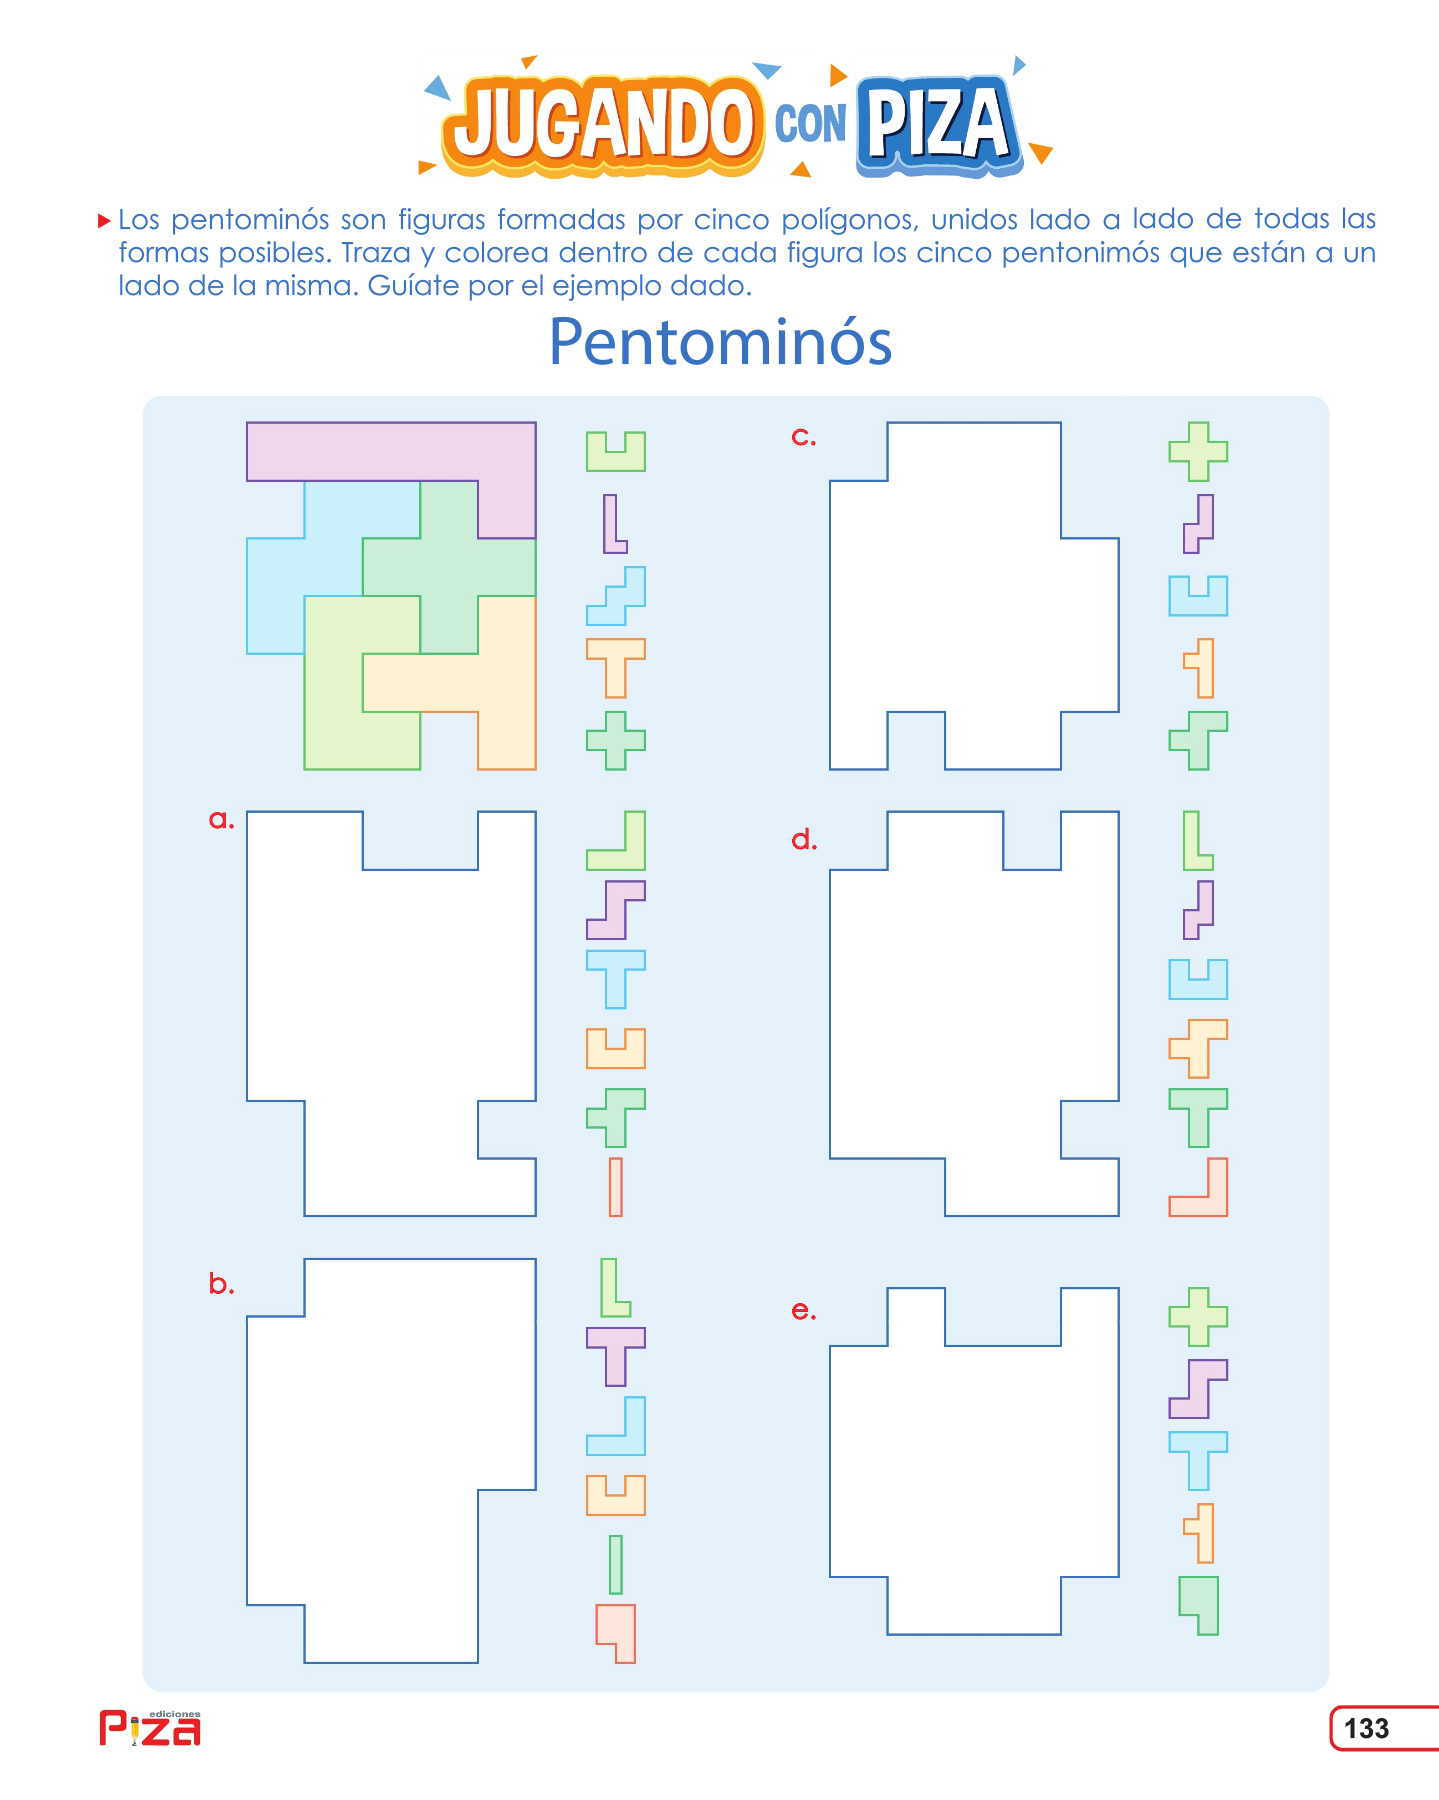 JUGANDO CON PIZA
Los pentominós son figuras formadas por cinco polígonos, unidos lado a lado de todas las
formas posibles. Traza y colorea dentro de cada figura los cinco pentonimós que están a un
lado de la misma. Guíate por el ejemplo dado.
Pentominós
c.
a.
d.
b.
e.
ediciones
Piza
133